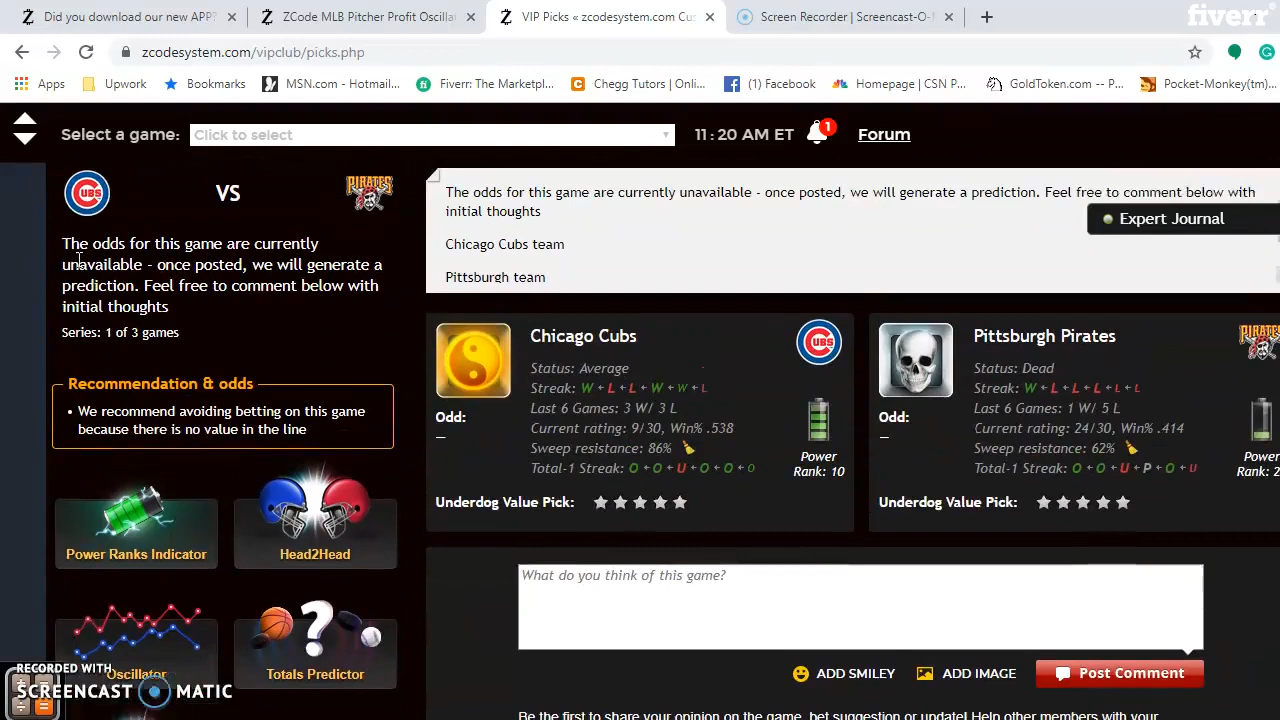 Did you download our new APP?
ZCode MLB Pitcher Profit Oscilla
VIP Picks « zcodesystem.com Cus
Screen Recorder | Screencast-O-
fiverr
zcodesystem.com/vipclub/picks.php
Apps
Upwork
Bookmarks
MSN.com - Hotmail...
Fiverr: The Marketpl...
Chegg Tutors | Onli...
(1) Facebook
Homepage | CSN P...
GoldToken.com -- P...
Pocket-Monkey(tm)...
Select a game:
Click to select
11:20 AM ET
1
Forum
CUBS
VS
PIRATES
The odds for this game are currently
unavailable - once posted, we will generate a
prediction. Feel free to comment below with
initial thoughts
Series: 1 of 3 games
The odds for this game are currently unavailable - once posted, we will generate a prediction. Feel free to comment below with
initial thoughts
Chicago Cubs team
Pittsburgh team
Expert Journal
Recommendation & odds
• We recommend avoiding betting on this game
because there is no value in the line
Power Ranks Indicator
Head2Head
Oscillator
Totals Predictor
Chicago Cubs
CUBS
Status: Average
Streak: W L L W W L
Odd:
—
Last 6 Games: 3 W/ 3 L
Current rating: 9/30, Win% .538
Sweep resistance: 86%
Total-1 Streak: O O U O O O
Power
Rank: 10
Underdog Value Pick:
Pittsburgh Pirates
PIRATES
Status: Dead
Streak: W L L L L L
Odd:
—
Last 6 Games: 1 W/ 5 L
Current rating: 24/30, Win% .414
Sweep resistance: 62%
Total-1 Streak: O O U P O U
Power
Underdog Value Pick:
What do you think of this game?
ADD SMILEY
ADD IMAGE
Post Comment
Be the first to share your opinion on the game, bet suggestion or update! Help other members with your
RECORDED WITH
SCREENCAST MATIC